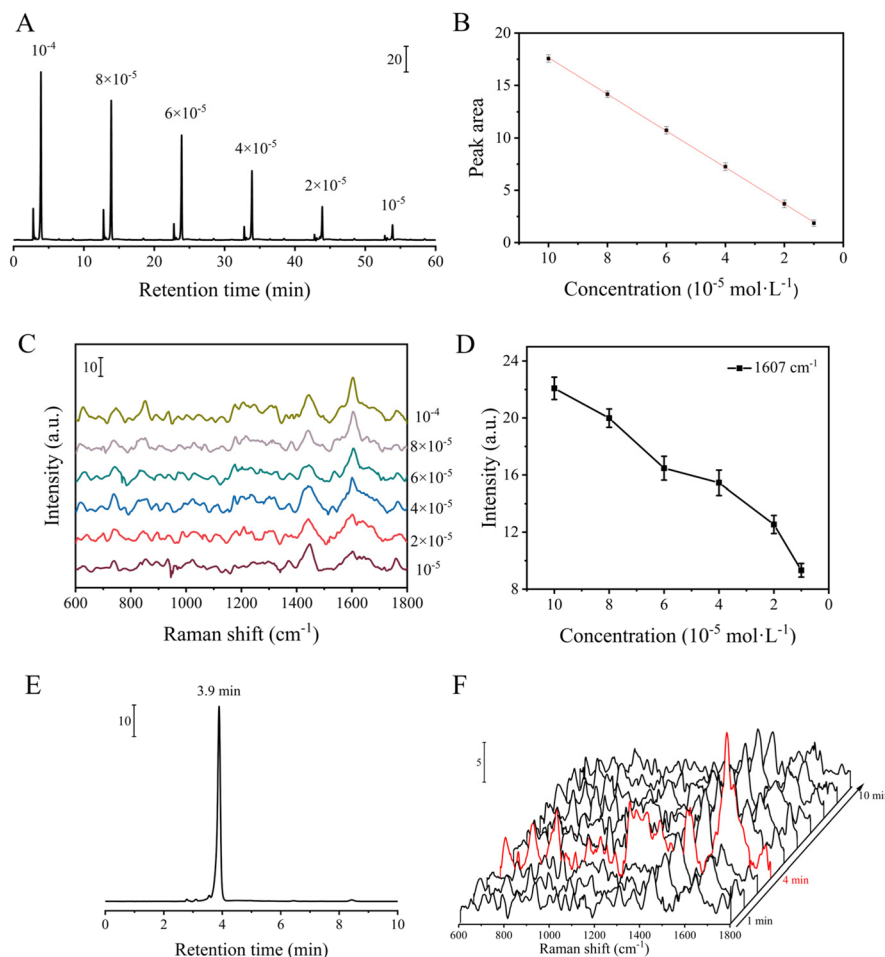 A
10⁻⁴
8×10⁻⁵
6×10⁻⁵
4×10⁻⁵
2×10⁻⁵
10⁻⁵
20
0 10 20 30 40 50 60
Retention time (min)
B
20
15
10
5
0
Peak area
10 8 6 4 2 0
Concentration (10⁻⁵ mol·L⁻¹)
C
10
10⁻⁴
8×10⁻⁵
6×10⁻⁵
4×10⁻⁵
2×10⁻⁵
10⁻⁵
Intensity (a.u.)
600 800 1000 1200 1400 1600 1800
Raman shift (cm⁻¹)
D
1607 cm⁻¹
24
20
16
12
8
Intensity (a.u.)
10 8 6 4 2 0
Concentration (10⁻⁵ mol·L⁻¹)
E
3.9 min
10
0 2 4 6 8 10
Retention time (min)
F
5
10 min
4 min
1 min
600 800 1000 1200 1400 1600 1800
Raman shift (cm⁻¹)